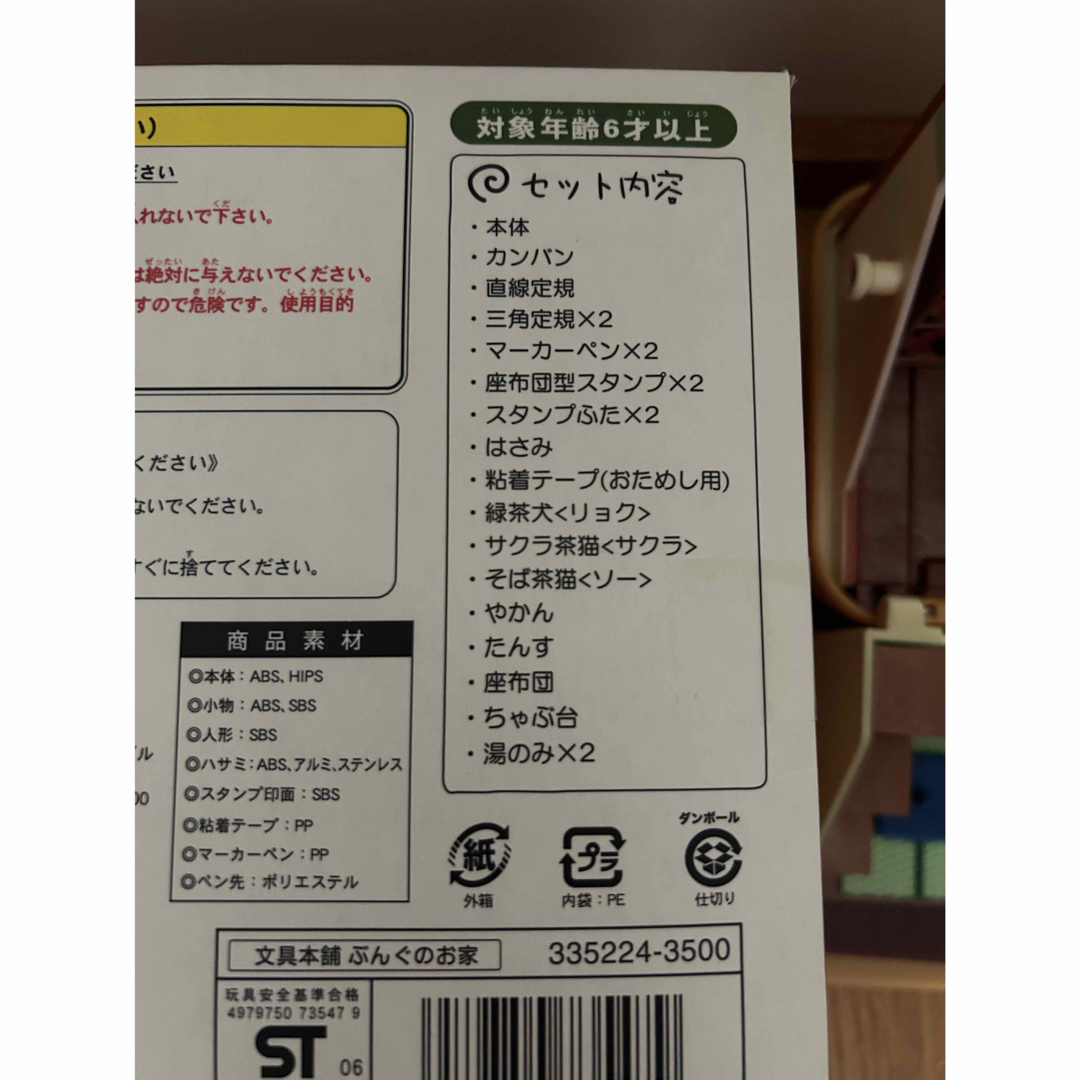 い)
ださい
入れないで下さい。
は絶対に与えないでください。
すので危険です。使用目的
ください》
ないでください。
すぐに捨ててください。
対象年齢6才以上
セット内容
・本体
・カンバン
・直線定規
・三角定規×2
・マーカーペン×2
・座布団型スタンプ×2
・スタンプふた×2
・はさみ
・粘着テープ(おためし用)
・緑茶犬<リョク>
・サクラ茶猫<サクラ>
・そば茶猫<ソー>
・やかん
・たんす
・座布団
・ちゃぶ台
・湯のみ×2
商品素材
◎本体：ABS、HIPS
◎小物：ABS、SBS
◎人形：SBS
◎ハサミ：ABS、アルミ、ステンレス
◎スタンプ印面：SBS
◎粘着テープ：PP
◎マーカーペン：PP
◎ペン先：ポリエステル
ル
00
紙
外箱
プラ
内袋：PE
ダンボール
仕切り
文具本舗 ぶんぐのお家
335224-3500
玩具安全基準合格
4979750 73547 9
ST 06